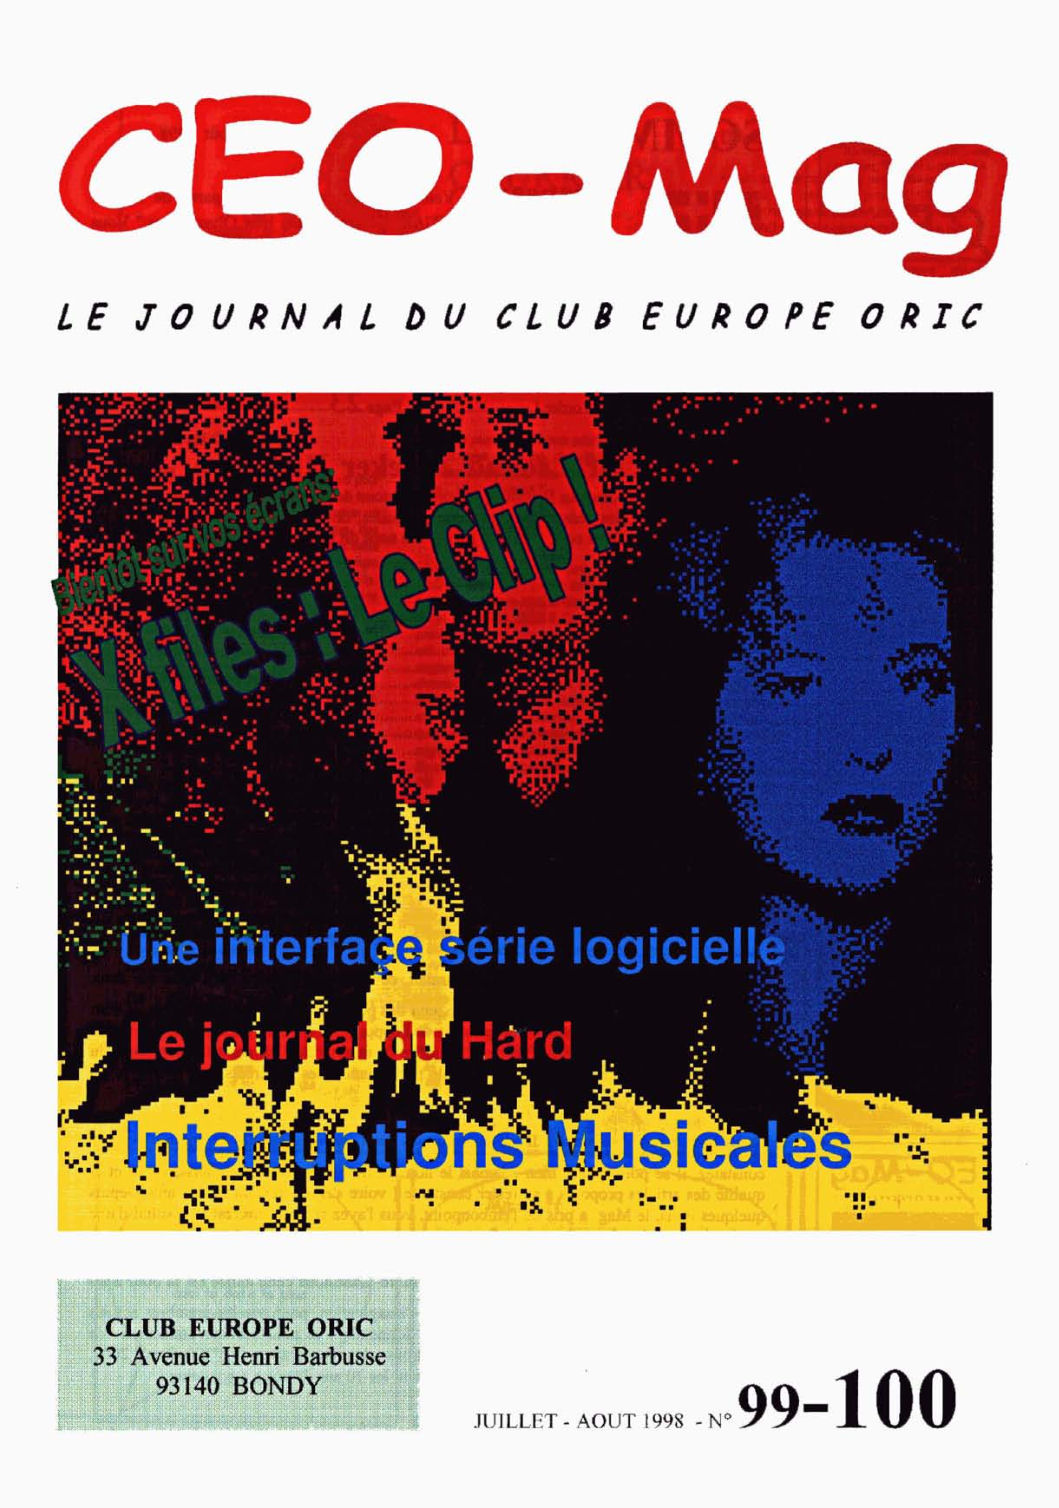 CEO-Mag
LE JOURNAL DU CLUB EUROPE ORIC
Bientôt sur vos écrans:
X files : Le Clip !
Une interfaçe série logicielle
Le journal du Hard
Interruptions Musicales
CLUB EUROPE ORIC
33 Avenue Henri Barbusse
93140 BONDY
JUILLET - AOUT 1998 - N° 99-100